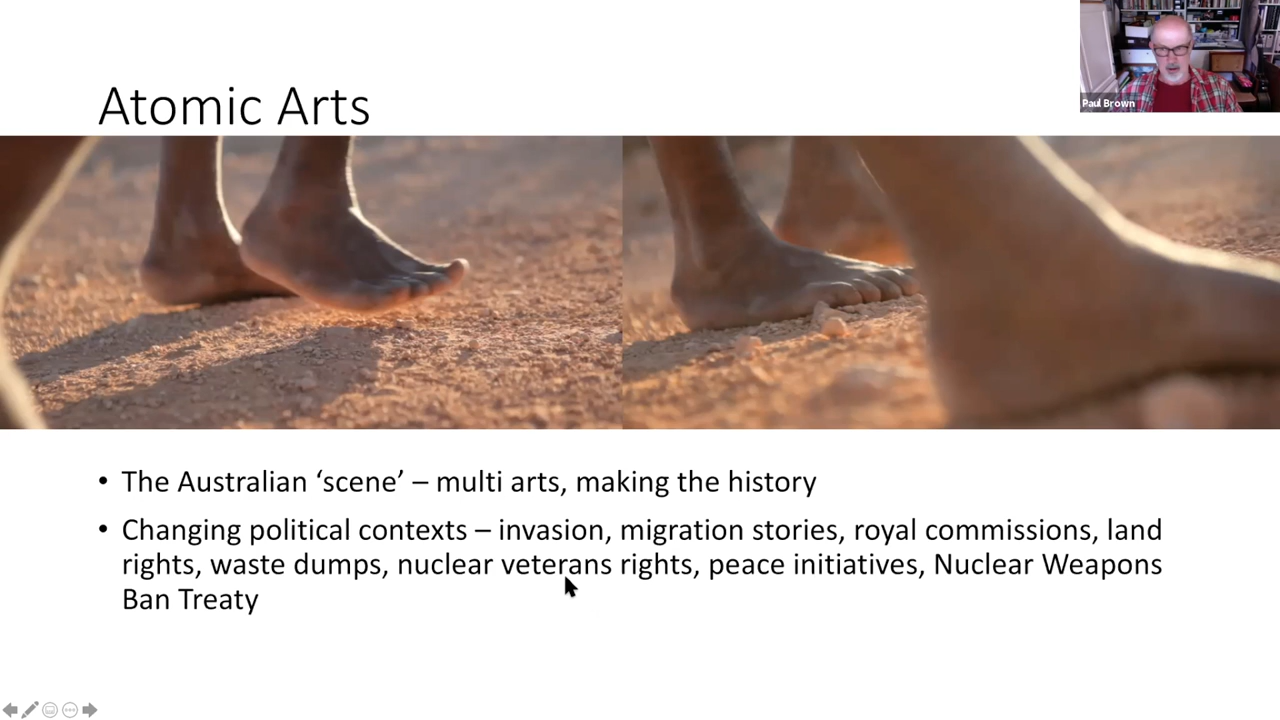 Atomic Arts
Paul Brown
• The Australian ‘scene’ – multi arts, making the history
• Changing political contexts – invasion, migration stories, royal commissions, land
rights, waste dumps, nuclear veterans rights, peace initiatives, Nuclear Weapons
Ban Treaty